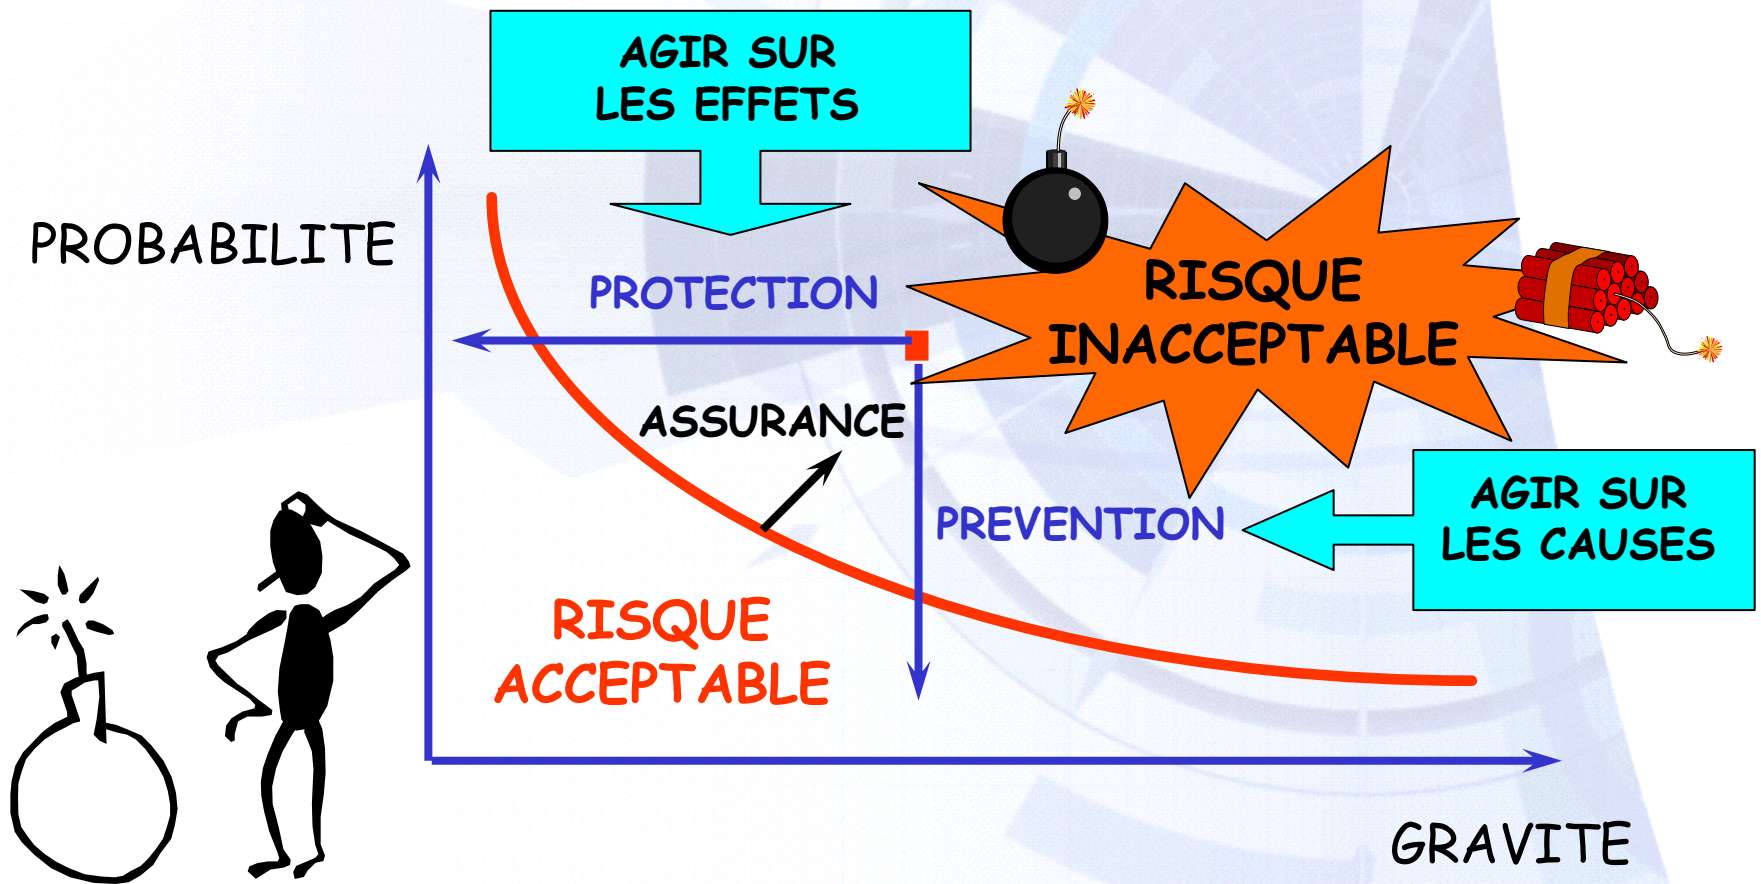 AGIR SUR
LES EFFETS
PROBABILITE
PROTECTION
RISQUE
INACCEPTABLE
ASSURANCE
PREVENTION
AGIR SUR
LES CAUSES
RISQUE
ACCEPTABLE
GRAVITE